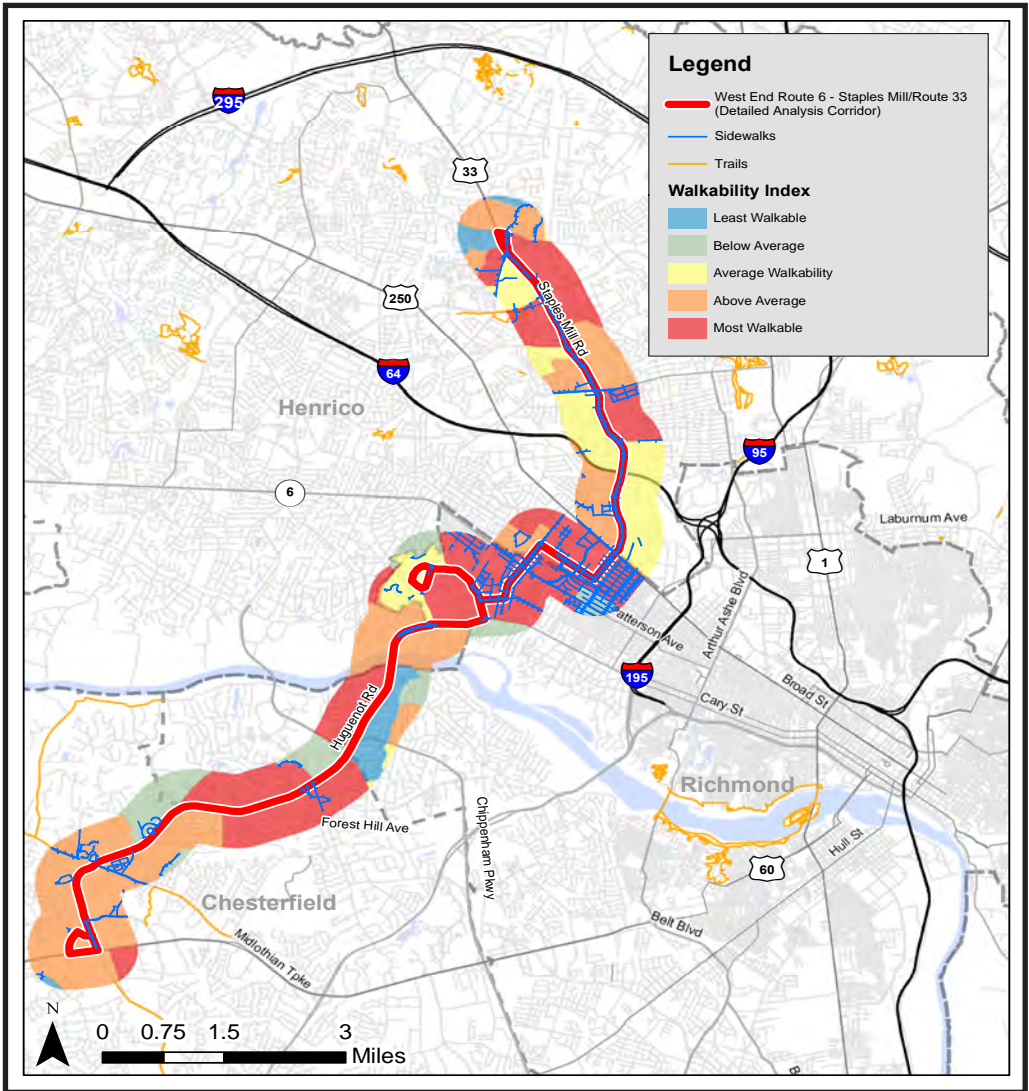 Legend
West End Route 6 - Staples Mill/Route 33
(Detailed Analysis Corridor)
Sidewalks
Trails
Walkability Index
Least Walkable
Below Average
Average Walkability
Above Average
Most Walkable
295
33
250
64
Staples Mill Rd
Henrico
95
6
Laburnum Ave
1
Arthur Ashe Blvd
atterson Ave
195
Broad St
Cary St
Huguenot Rd
Richmond
Chippenham Pkwy
Forest Hill Ave
Hull St
60
Chesterfield
Belt Blvd
Midlothian Tpke
N
0 0.75 1.5 3
Miles
B